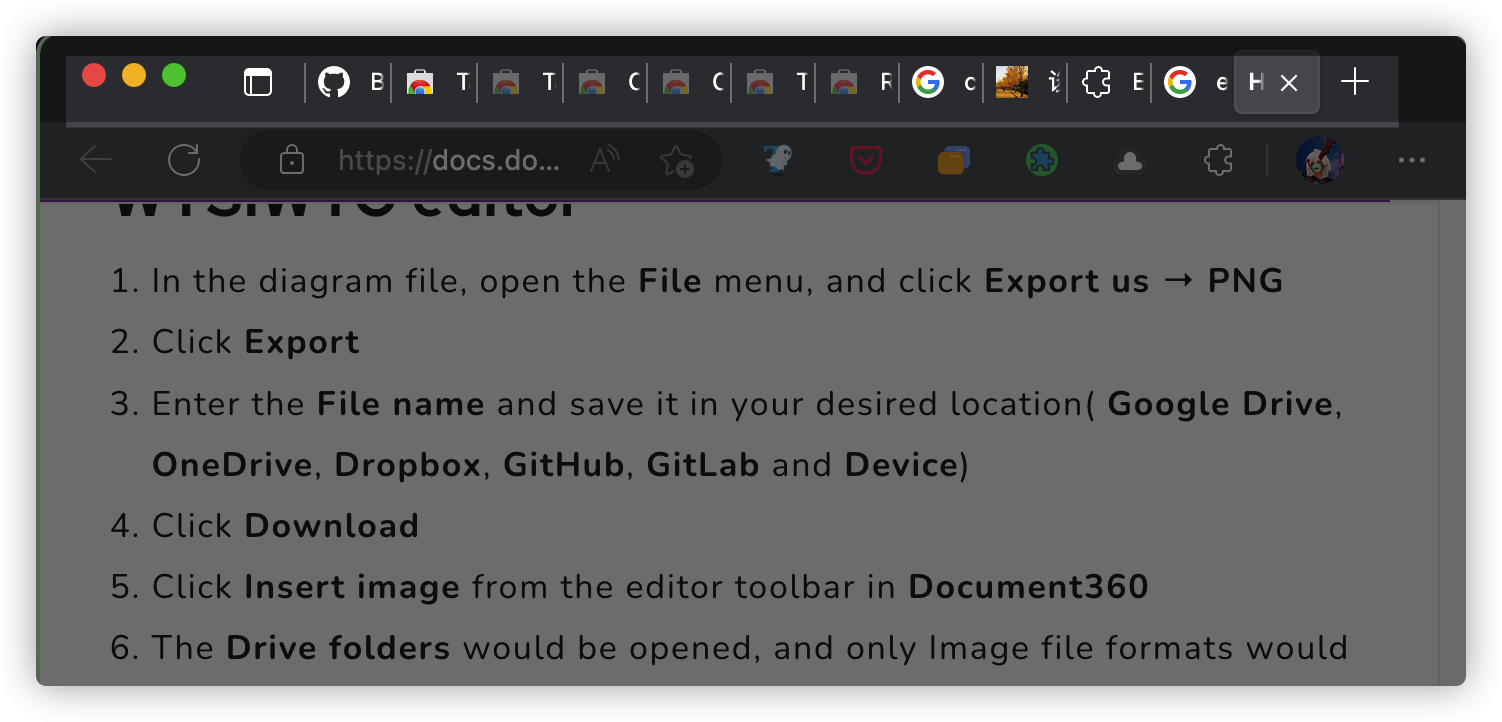 B T T C C T R c E e H
https://docs.do...
WYSIWYG editor
1. In the diagram file, open the File menu, and click Export us → PNG
2. Click Export
3. Enter the File name and save it in your desired location( Google Drive,
OneDrive, Dropbox, GitHub, GitLab and Device)
4. Click Download
5. Click Insert image from the editor toolbar in Document360
6. The Drive folders would be opened, and only Image file formats would